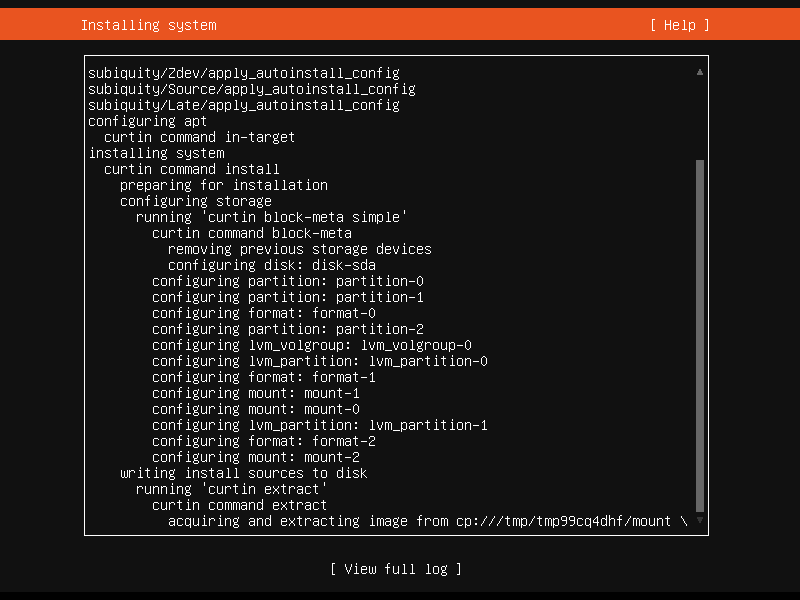 Installing system [ Help ]
subiquity/Zdev/apply_autoinstall_config
subiquity/Source/apply_autoinstall_config
subiquity/Late/apply_autoinstall_config
configuring apt
curtin command in-target
installing system
curtin command install
preparing for installation
configuring storage
running 'curtin block-meta simple'
curtin command block-meta
removing previous storage devices
configuring disk: disk-sda
configuring partition: partition-0
configuring partition: partition-1
configuring format: format-0
configuring partition: partition-2
configuring lvm_volgroup: lvm_volgroup-0
configuring lvm_partition: lvm_partition-0
configuring format: format-1
configuring mount: mount-1
configuring mount: mount-0
configuring lvm_partition: lvm_partition-1
configuring format: format-2
configuring mount: mount-2
writing install sources to disk
running 'curtin extract'
curtin command extract
acquiring and extracting image from cp:///tmp/tmp99cq4dhf/mount \
[ View full log ]